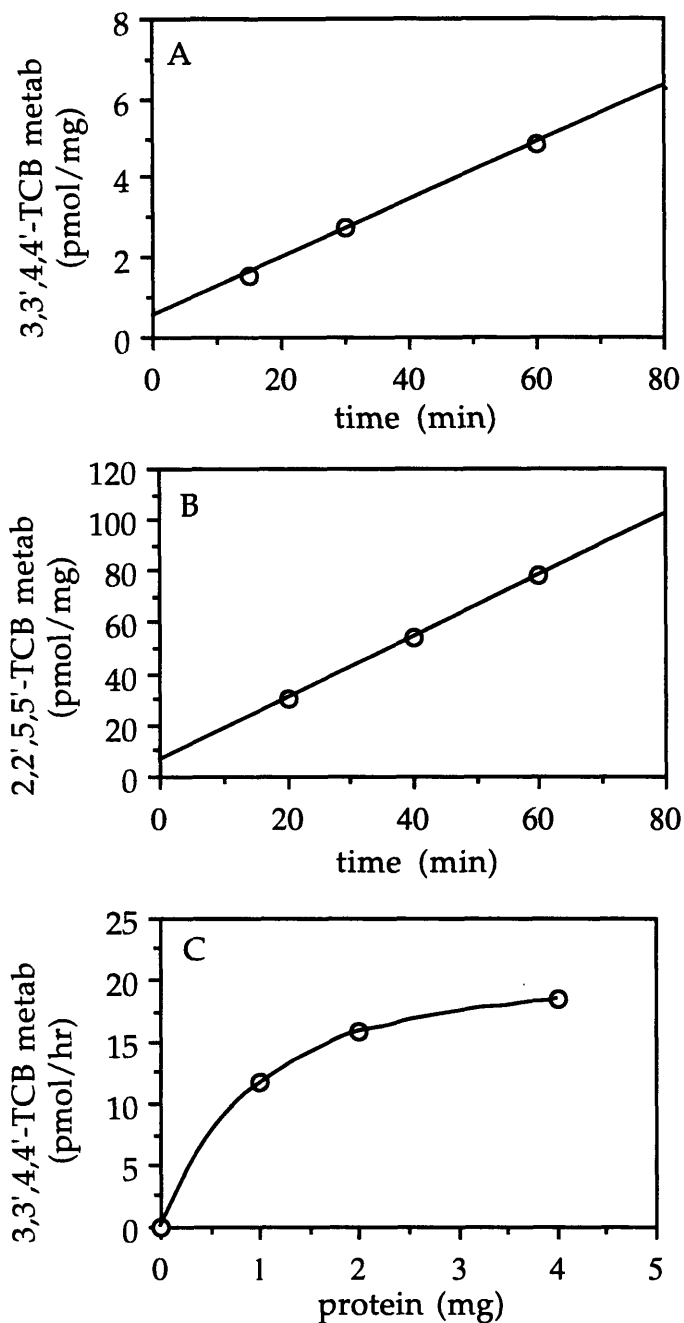 3,3',4,4'-TCB metab
(pmol/mg)
A
8
6
4
2
0
0 20 40 60 80
time (min)
2,2',5,5'-TCB metab
(pmol/mg)
B
120
100
80
60
40
20
0
0 20 40 60 80
time (min)
3,3',4,4'-TCB metab
(pmol/hr)
C
25
20
15
10
5
0
0 1 2 3 4 5
protein (mg)